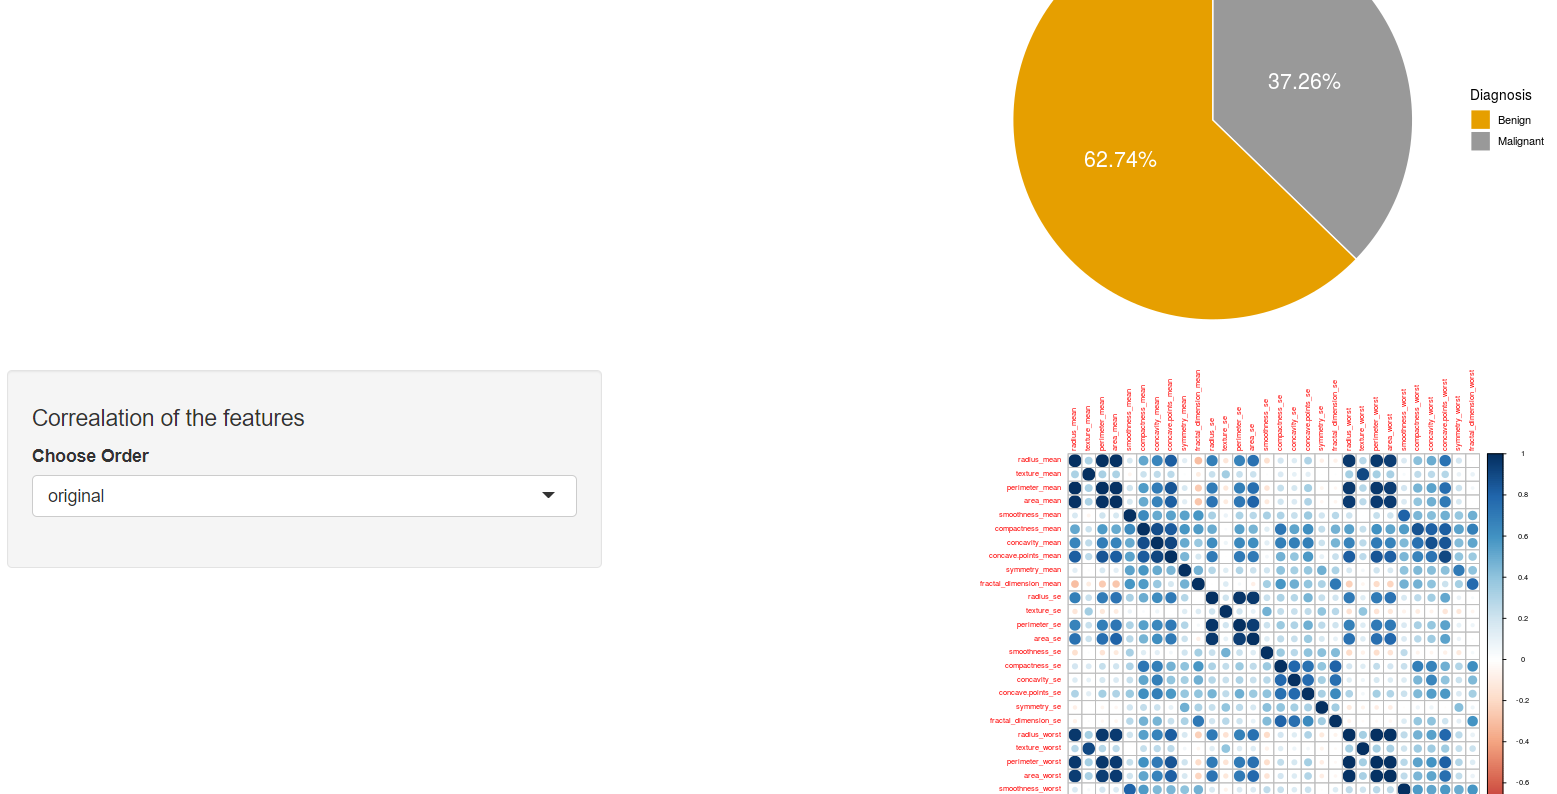 37.26%
62.74%
Diagnosis
Benign
Malignant
Correalation of the features
Choose Order
original
radius_mean
texture_mean
perimeter_mean
area_mean
smoothness_mean
compactness_mean
concavity_mean
concave.points_mean
symmetry_mean
fractal_dimension_mean
radius_se
texture_se
perimeter_se
area_se
smoothness_se
compactness_se
concavity_se
concave.points_se
symmetry_se
fractal_dimension_se
radius_worst
texture_worst
perimeter_worst
area_worst
smoothness_worst
compactness_worst
concavity_worst
concave.points_worst
symmetry_worst
fractal_dimension_worst
radius_mean
texture_mean
perimeter_mean
area_mean
smoothness_mean
compactness_mean
concavity_mean
concave.points_mean
symmetry_mean
fractal_dimension_mean
radius_se
texture_se
perimeter_se
area_se
smoothness_se
compactness_se
concavity_se
concave.points_se
symmetry_se
fractal_dimension_se
radius_worst
texture_worst
perimeter_worst
area_worst
smoothness_worst
1
0.8
0.6
0.4
0.2
0
-0.2
-0.4
-0.6